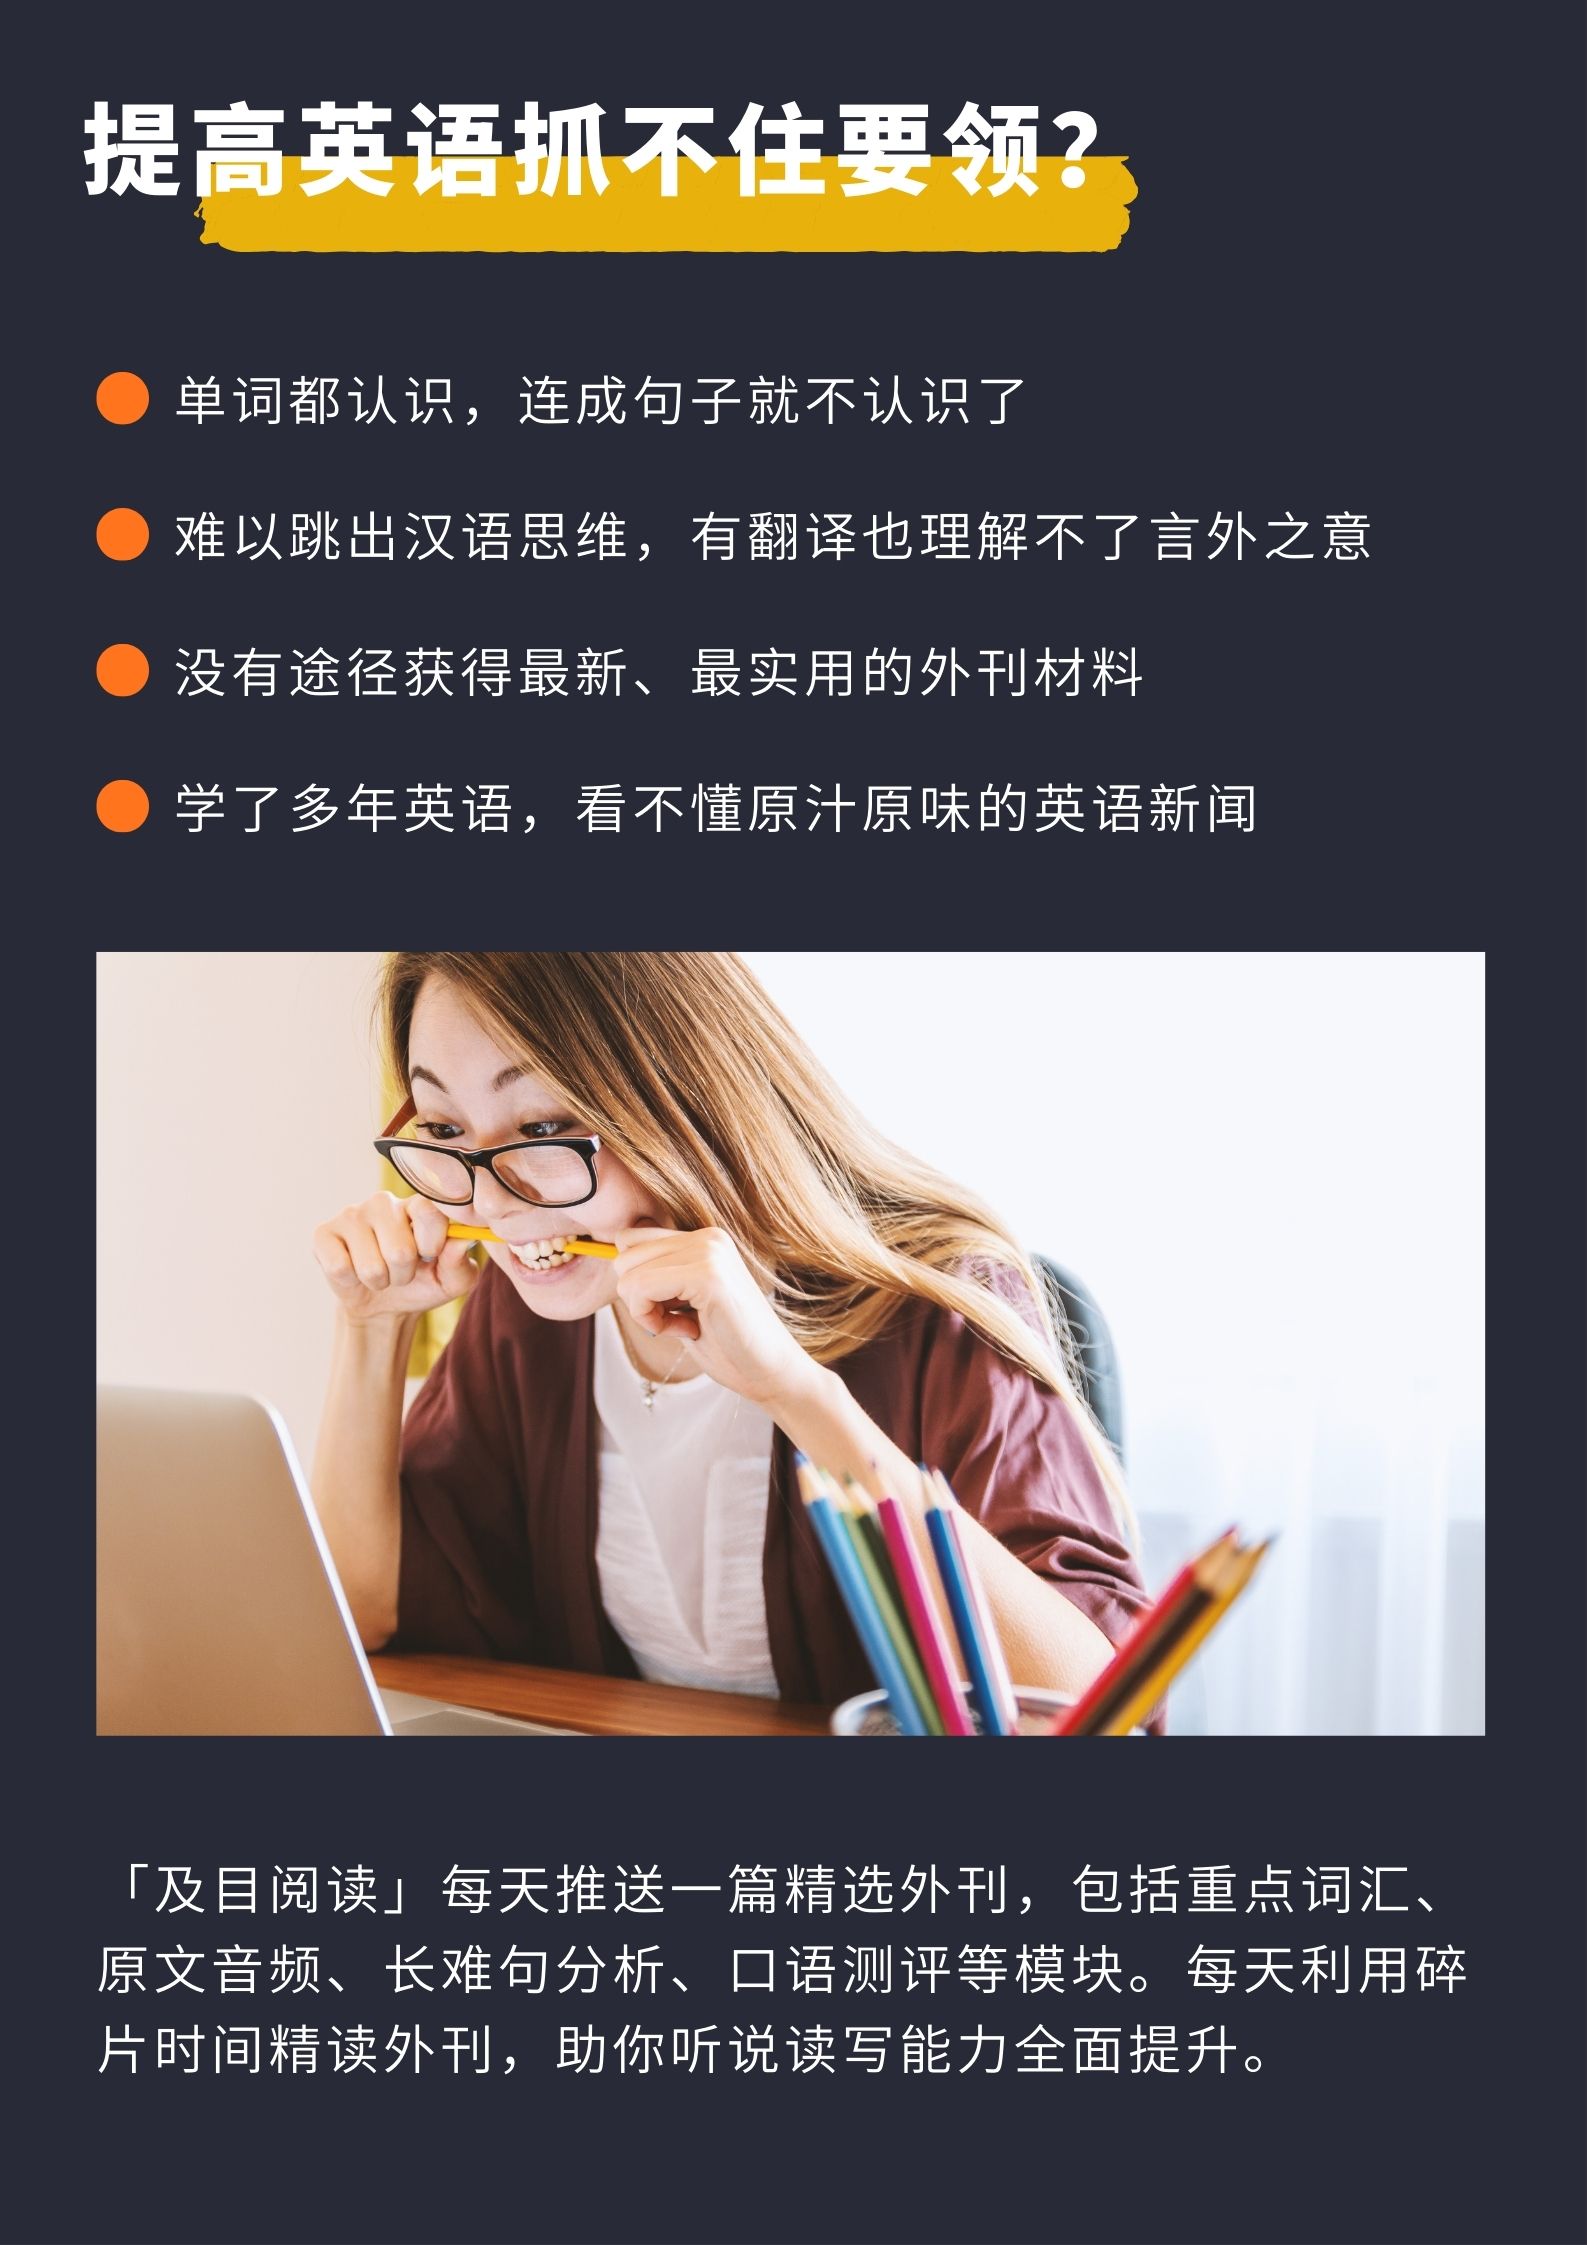 提高英语抓不住要领？
单词都认识，连成句子就不认识了
难以跳出汉语思维，有翻译也理解不了言外之意
没有途径获得最新、最实用的外刊材料
学了多年英语，看不懂原汁原味的英语新闻
「及目阅读」每天推送一篇精选外刊，包括重点词汇、
原文音频、长难句分析、口语测评等模块。每天利用碎
片时间精读外刊，助你听说读写能力全面提升。